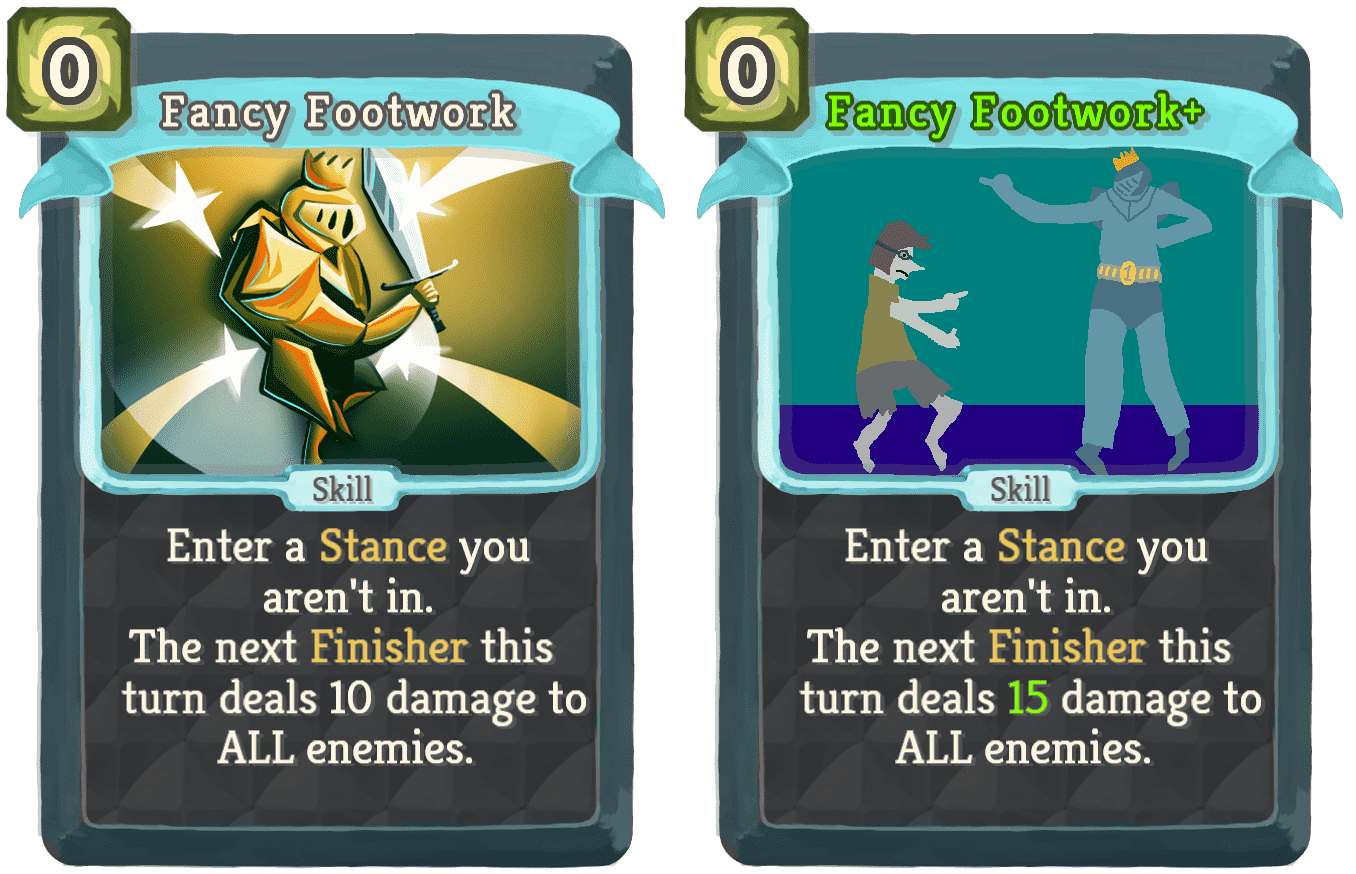 0
Fancy Footwork
Skill
Enter a Stance you
aren't in.
The next Finisher this
turn deals 10 damage to
ALL enemies.
0
Fancy Footwork+
1
Skill
Enter a Stance you
aren't in.
The next Finisher this
turn deals 15 damage to
ALL enemies.